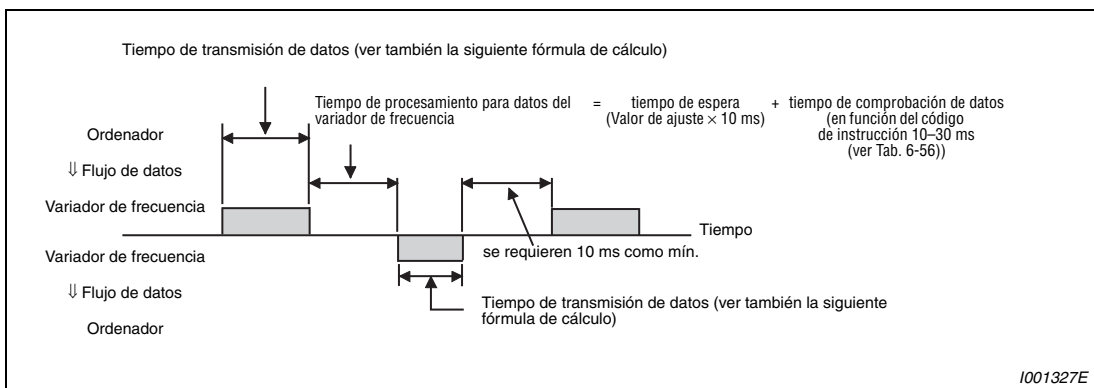 Tiempo de transmisión de datos (ver también la siguiente fórmula de cálculo)
Tiempo de procesamiento para datos del
variador de frecuencia
= tiempo de espera
(Valor de ajuste × 10 ms)
+ tiempo de comprobación de datos
(en función del código
de instrucción 10–30 ms
(ver Tab. 6-56))
Ordenador
⇓ Flujo de datos
Variador de frecuencia
Tiempo
Variador de frecuencia
⇓ Flujo de datos
Ordenador
se requieren 10 ms como mín.
Tiempo de transmisión de datos (ver también la siguiente
fórmula de cálculo)
I001327E